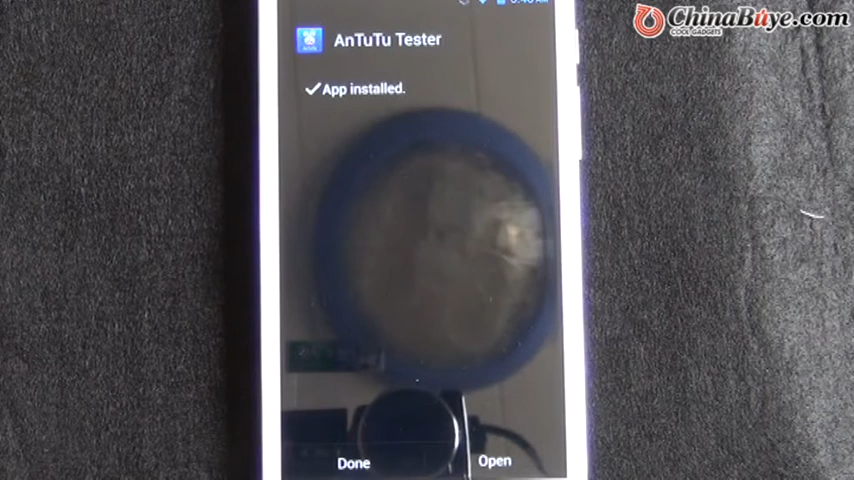 ChinaBuye.com
COOL GADGETS
AnTuTu Tester
App installed.
Done
Open